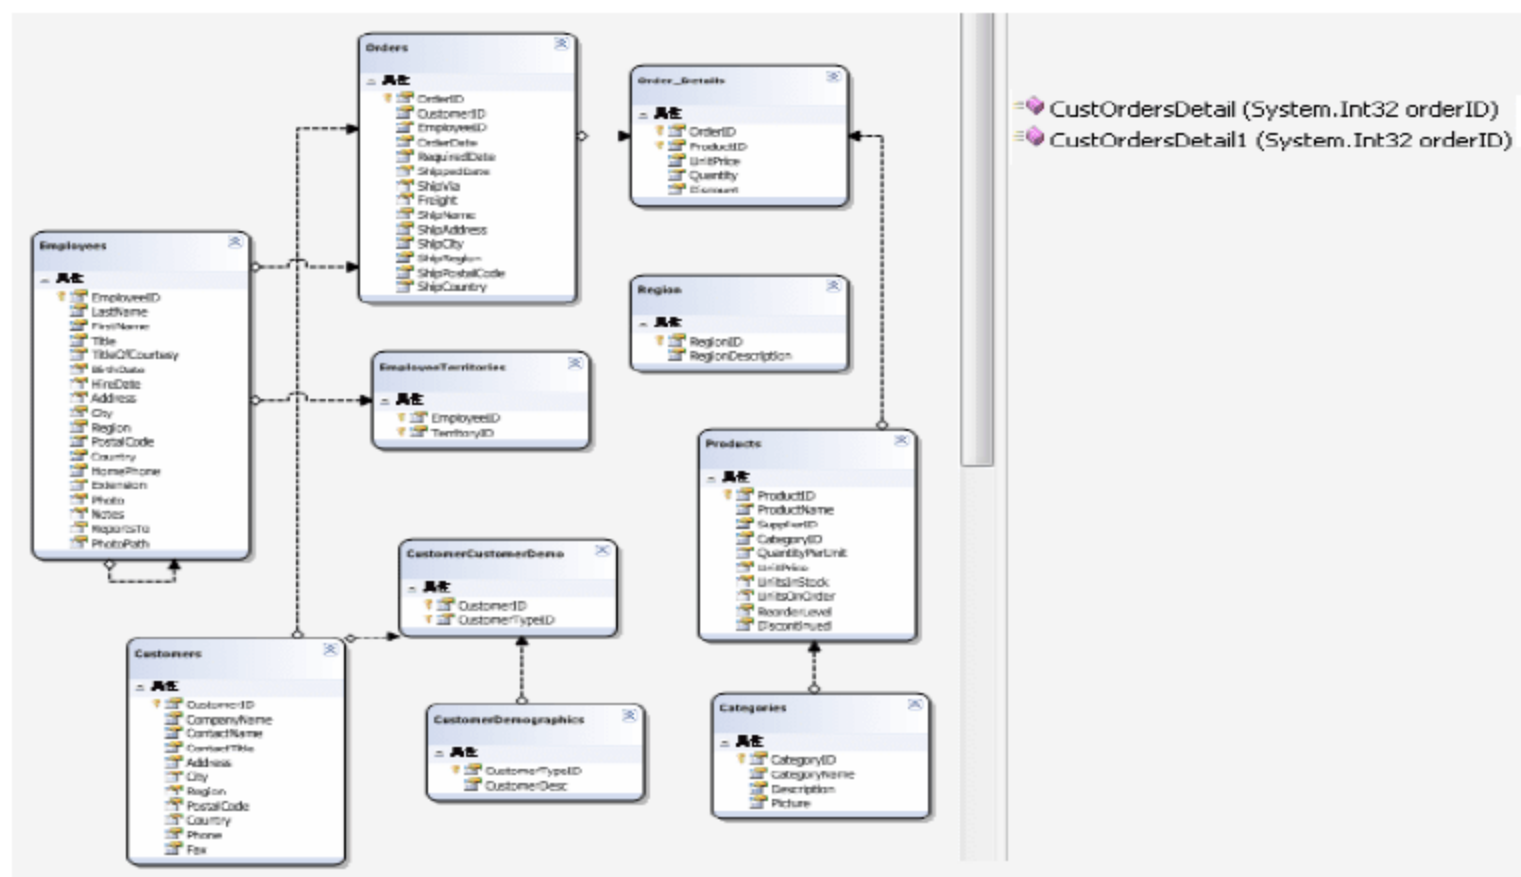 Orders
属性
OrderID
CustomerID
EmployeeID
OrderDate
RequiredDate
ShippedDate
ShipVia
Freight
ShipName
ShipAddress
ShipCity
ShipRegion
ShipPostalCode
ShipCountry
Order_Details
属性
OrderID
ProductID
UnitPrice
Quantity
Discount
CustOrdersDetail (System.Int32 orderID)
CustOrdersDetail1 (System.Int32 orderID)
Employees
属性
EmployeeID
LastName
FirstName
Title
TitleOfCourtesy
BirthDate
HireDate
Address
City
Region
PostalCode
Country
HomePhone
Extension
Photo
Notes
ReportsTo
PhotoPath
Region
属性
RegionID
RegionDescription
EmployeeTerritories
属性
EmployeeID
TerritoryID
Products
属性
ProductID
ProductName
SupplierID
CategoryID
QuantityPerUnit
UnitPrice
UnitsInStock
UnitsOnOrder
ReorderLevel
Discontinued
CustomerCustomerDemo
属性
CustomerID
CustomerTypeID
Customers
属性
CustomerID
CompanyName
ContactName
ContactTitle
Address
City
Region
PostalCode
Country
Phone
Fax
CustomerDemographics
属性
CustomerTypeID
CustomerDesc
Categories
属性
CategoryID
CategoryName
Description
Picture